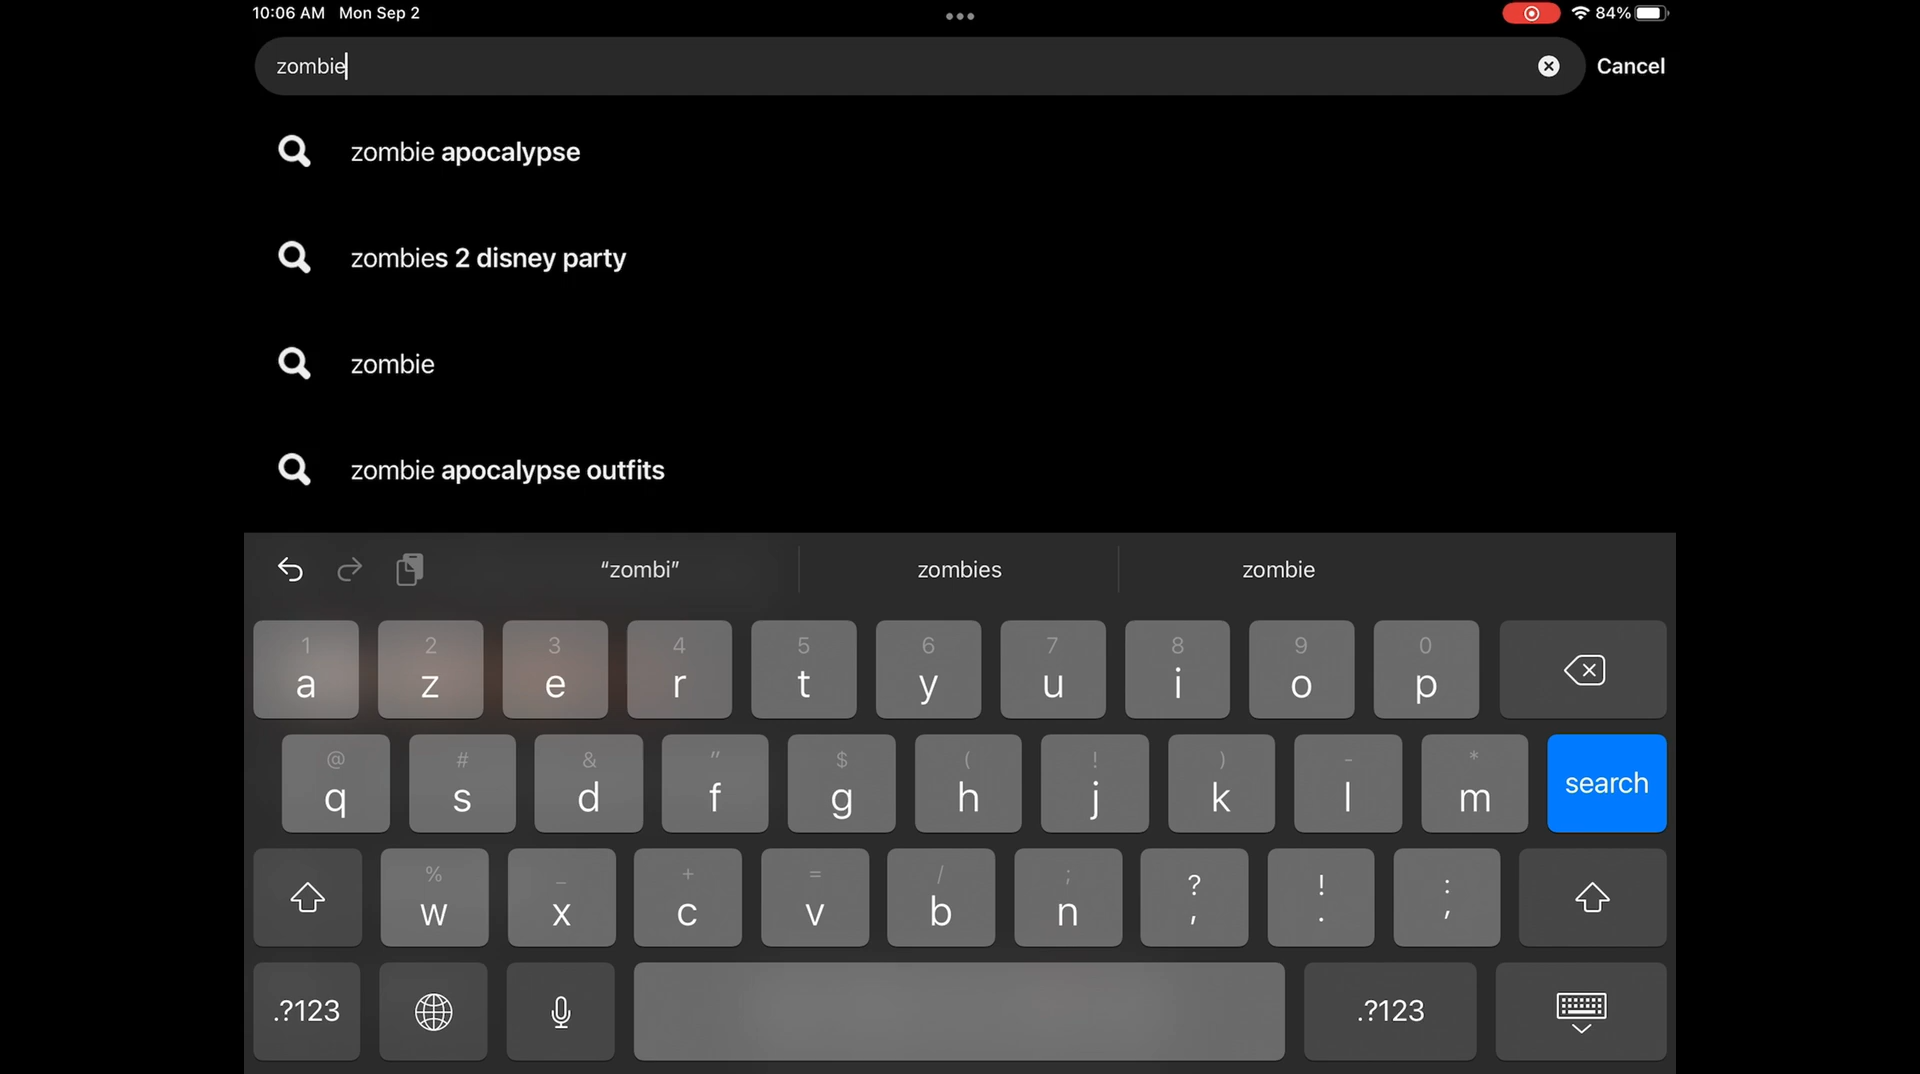 10:06 AM Mon Sep 2
84%
zombie
Cancel
zombie apocalypse
zombies 2 disney party
zombie
zombie apocalypse outfits
“zombi” zombies zombie
1 2 3 4 5 6 7 8 9 0
a z e r t y u i o p
@ # & " $ ( ! ) - *
q s d f g h j k l m search
% _ + = / ; ? ! :
w x c v b n , . ,
.?123 .?123